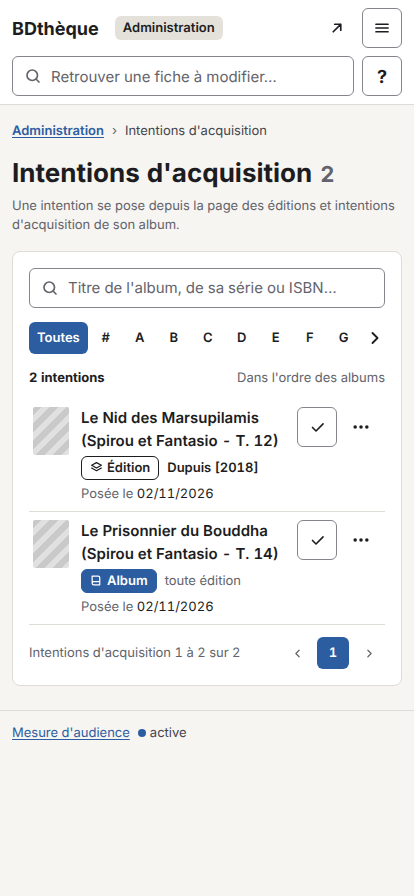 BDthèque Administration
Retrouver une fiche à modifier... ?
Administration › Intentions d'acquisition
Intentions d'acquisition 2
Une intention se pose depuis la page des éditions et intentions
d'acquisition de son album.
Titre de l'album, de sa série ou ISBN...
Toutes # A B C D E F G
2 intentions Dans l'ordre des albums
Le Nid des Marsupilamis
(Spirou et Fantasio - T. 12)
Édition Dupuis [2018]
Posée le 02/11/2026
Le Prisonnier du Bouddha
(Spirou et Fantasio - T. 14)
Album toute édition
Posée le 02/11/2026
Intentions d'acquisition 1 à 2 sur 2 ‹ 1 ›
Mesure d'audience active